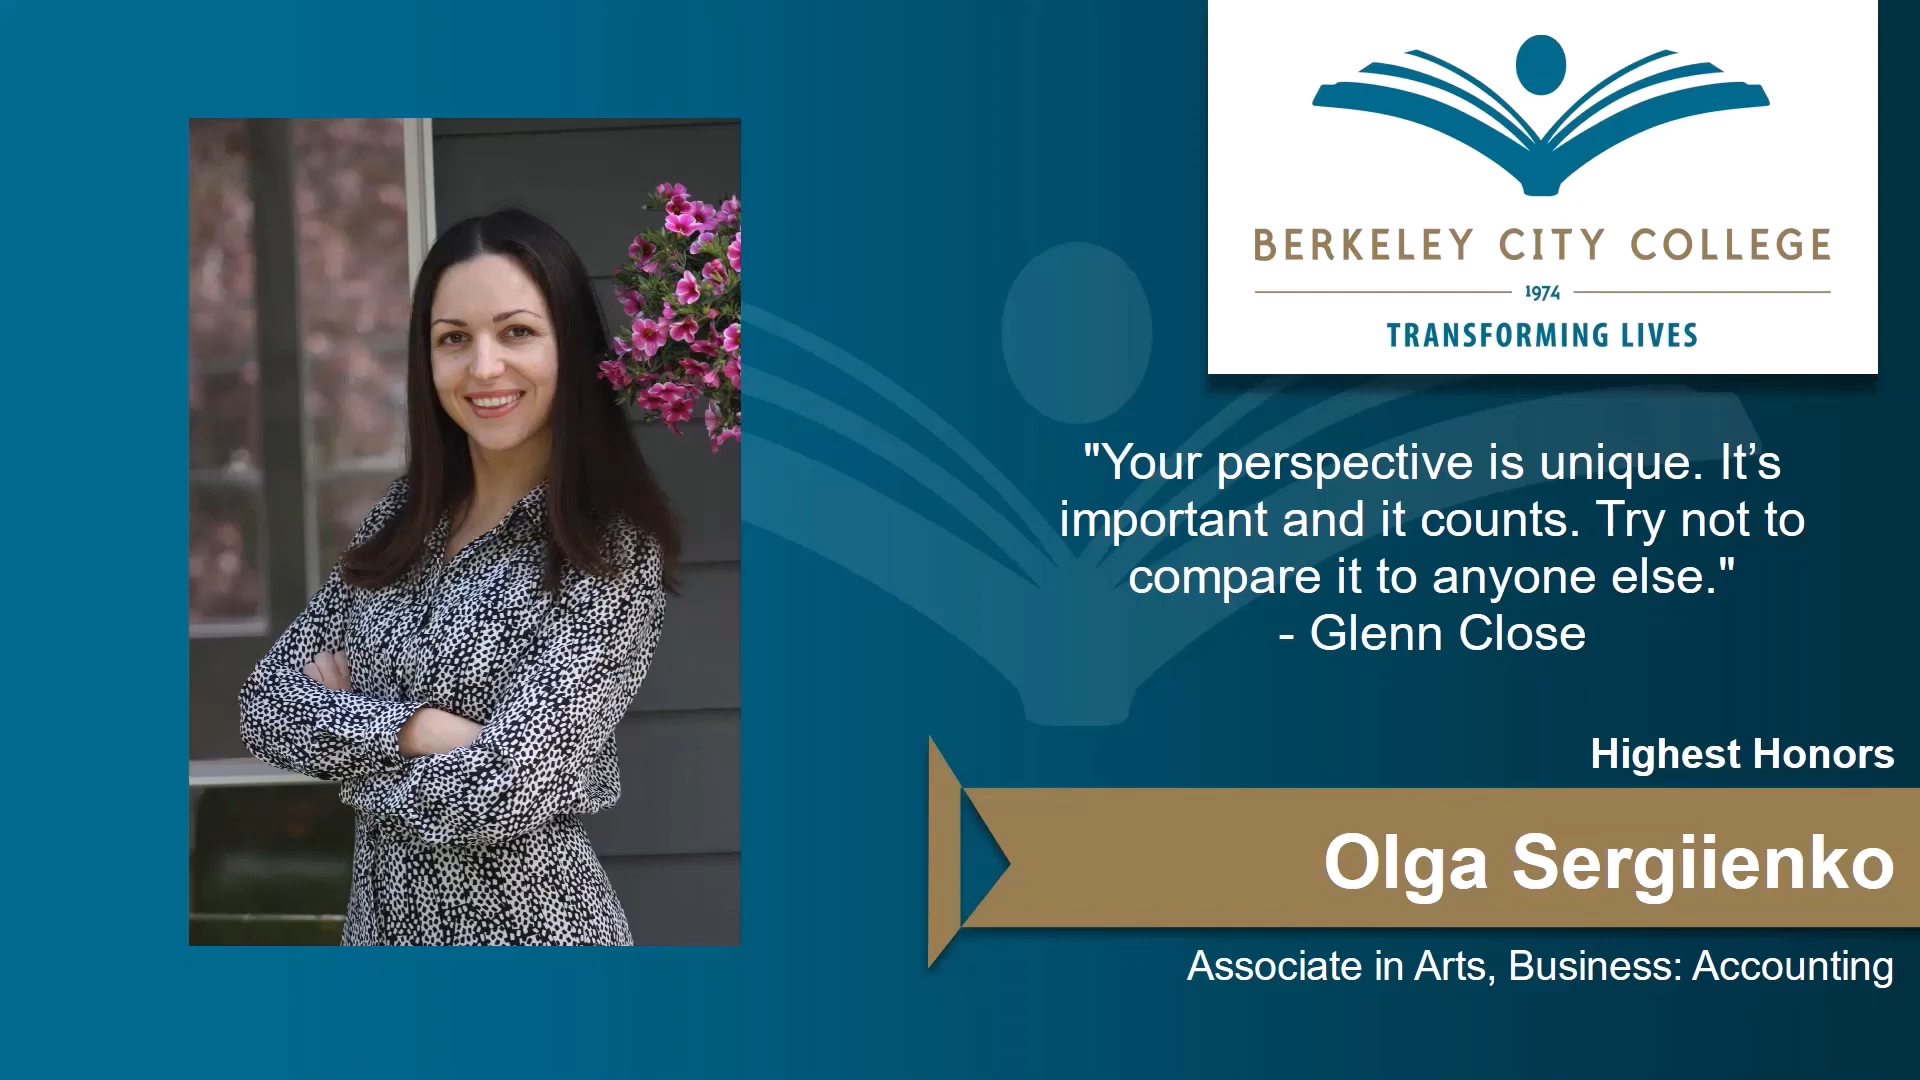 BERKELEY CITY COLLEGE
1974
TRANSFORMING LIVES
"Your perspective is unique. It’s
important and it counts. Try not to
compare it to anyone else."
- Glenn Close
Highest Honors
Olga Sergiienko
Associate in Arts, Business: Accounting